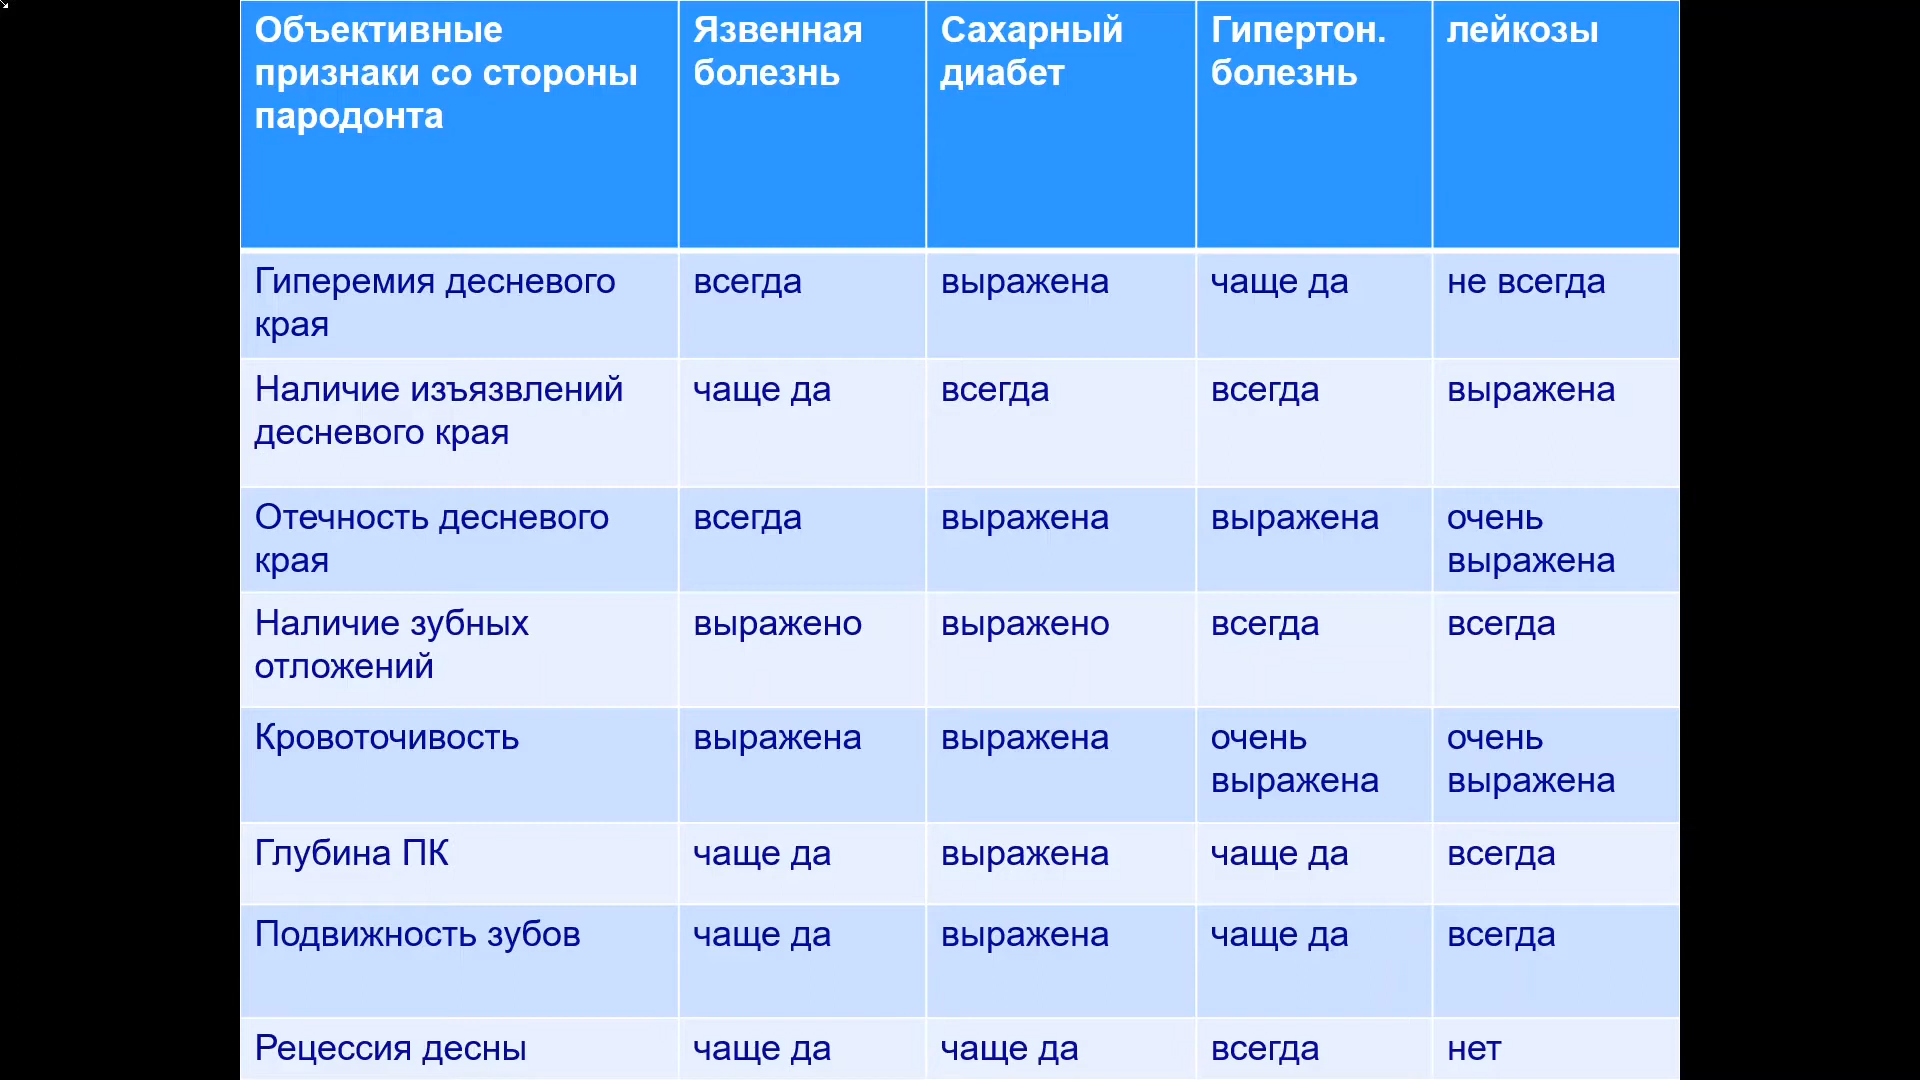 Объективные признаки со стороны пародонта
Язвенная болезнь
Сахарный диабет
Гипертон. болезнь
лейкозы
Гиперемия десневого края
всегда
выражена
чаще да
не всегда
Наличие изъязвлений десневого края
чаще да
всегда
всегда
выражена
Отечность десневого края
всегда
выражена
выражена
очень выражена
Наличие зубных отложений
выражено
выражено
всегда
всегда
Кровоточивость
выражена
выражена
очень выражена
очень выражена
Глубина ПК
чаще да
выражена
чаще да
всегда
Подвижность зубов
чаще да
выражена
чаще да
всегда
Рецессия десны
чаще да
чаще да
всегда
нет